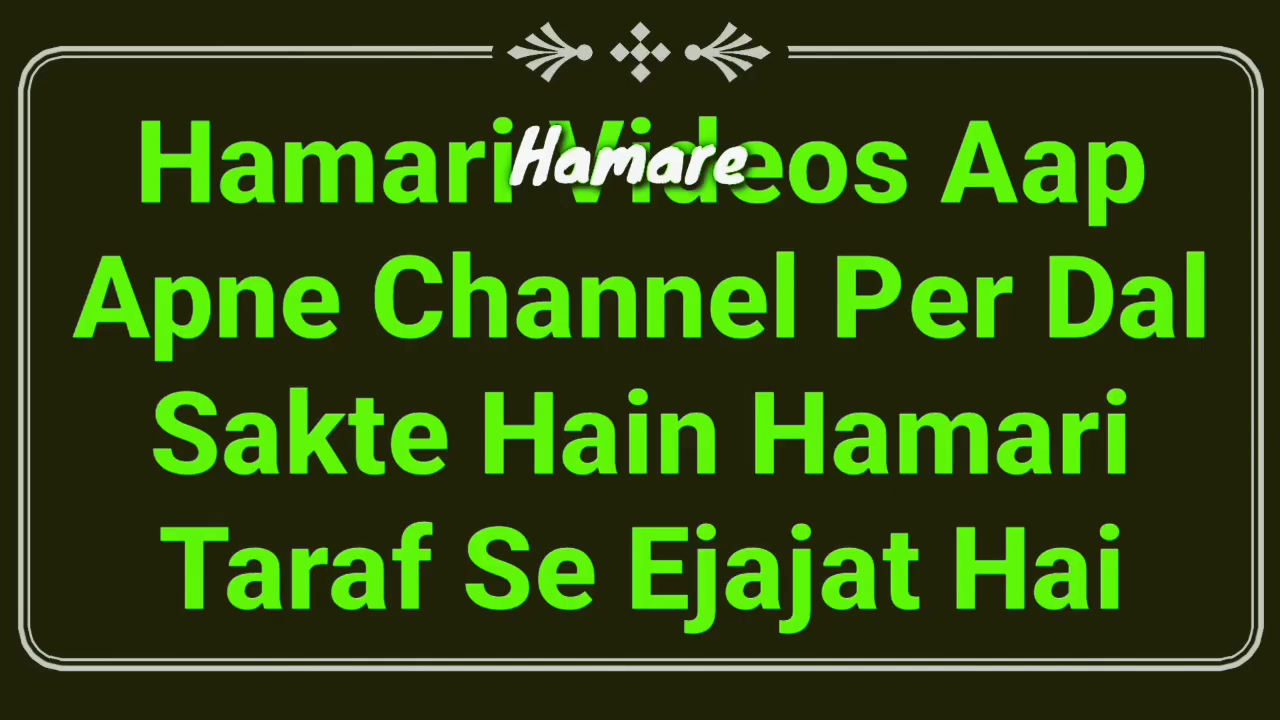 Hamari Videos Aap
Hamare
Apne Channel Per Dal
Sakte Hain Hamari
Taraf Se Ejajat Hai